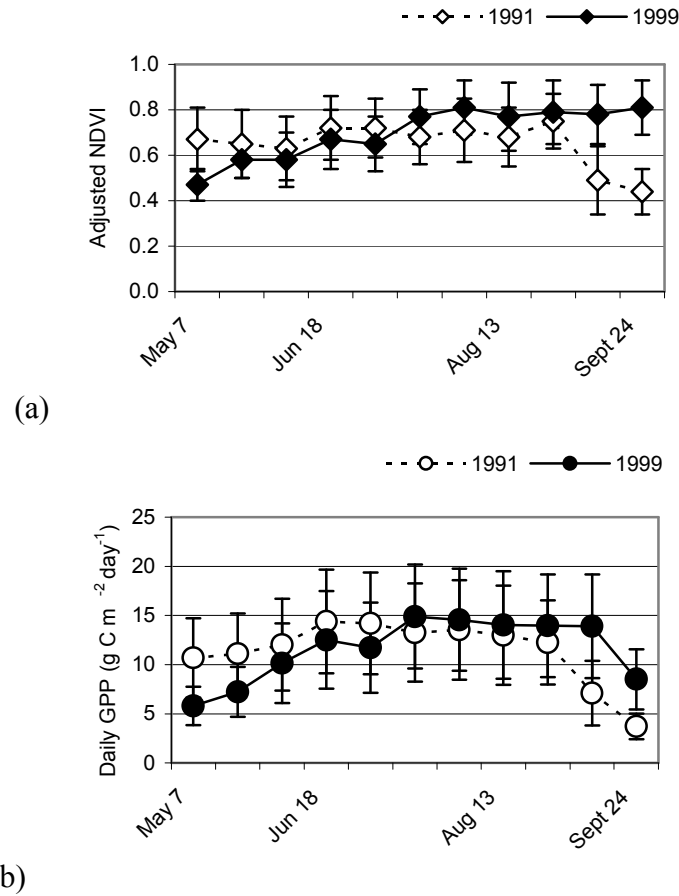 1991 1999
1.0
0.8
0.6
0.4
0.2
0.0
Adjusted NDVI
May 7
Jun 18
Aug 13
Sept 24
(a)
1991 1999
25
20
15
10
5
0
Daily GPP (g C m -2 day-1)
May 7
Jun 18
Aug 13
Sept 24
b)